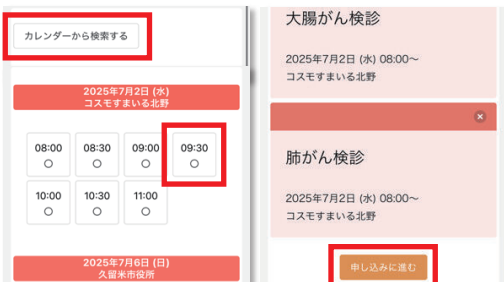 カレンダーから検索する
2025年7月2日 (水)
コスモすまいる北野
08:00 08:30 09:00 09:30
10:00 10:30 11:00
2025年7月6日 (日)
久留米市役所
大腸がん検診
2025年7月2日 (水) 08:00～
コスモすまいる北野
肺がん検診
2025年7月2日 (水) 08:00～
コスモすまいる北野
申し込みに進む